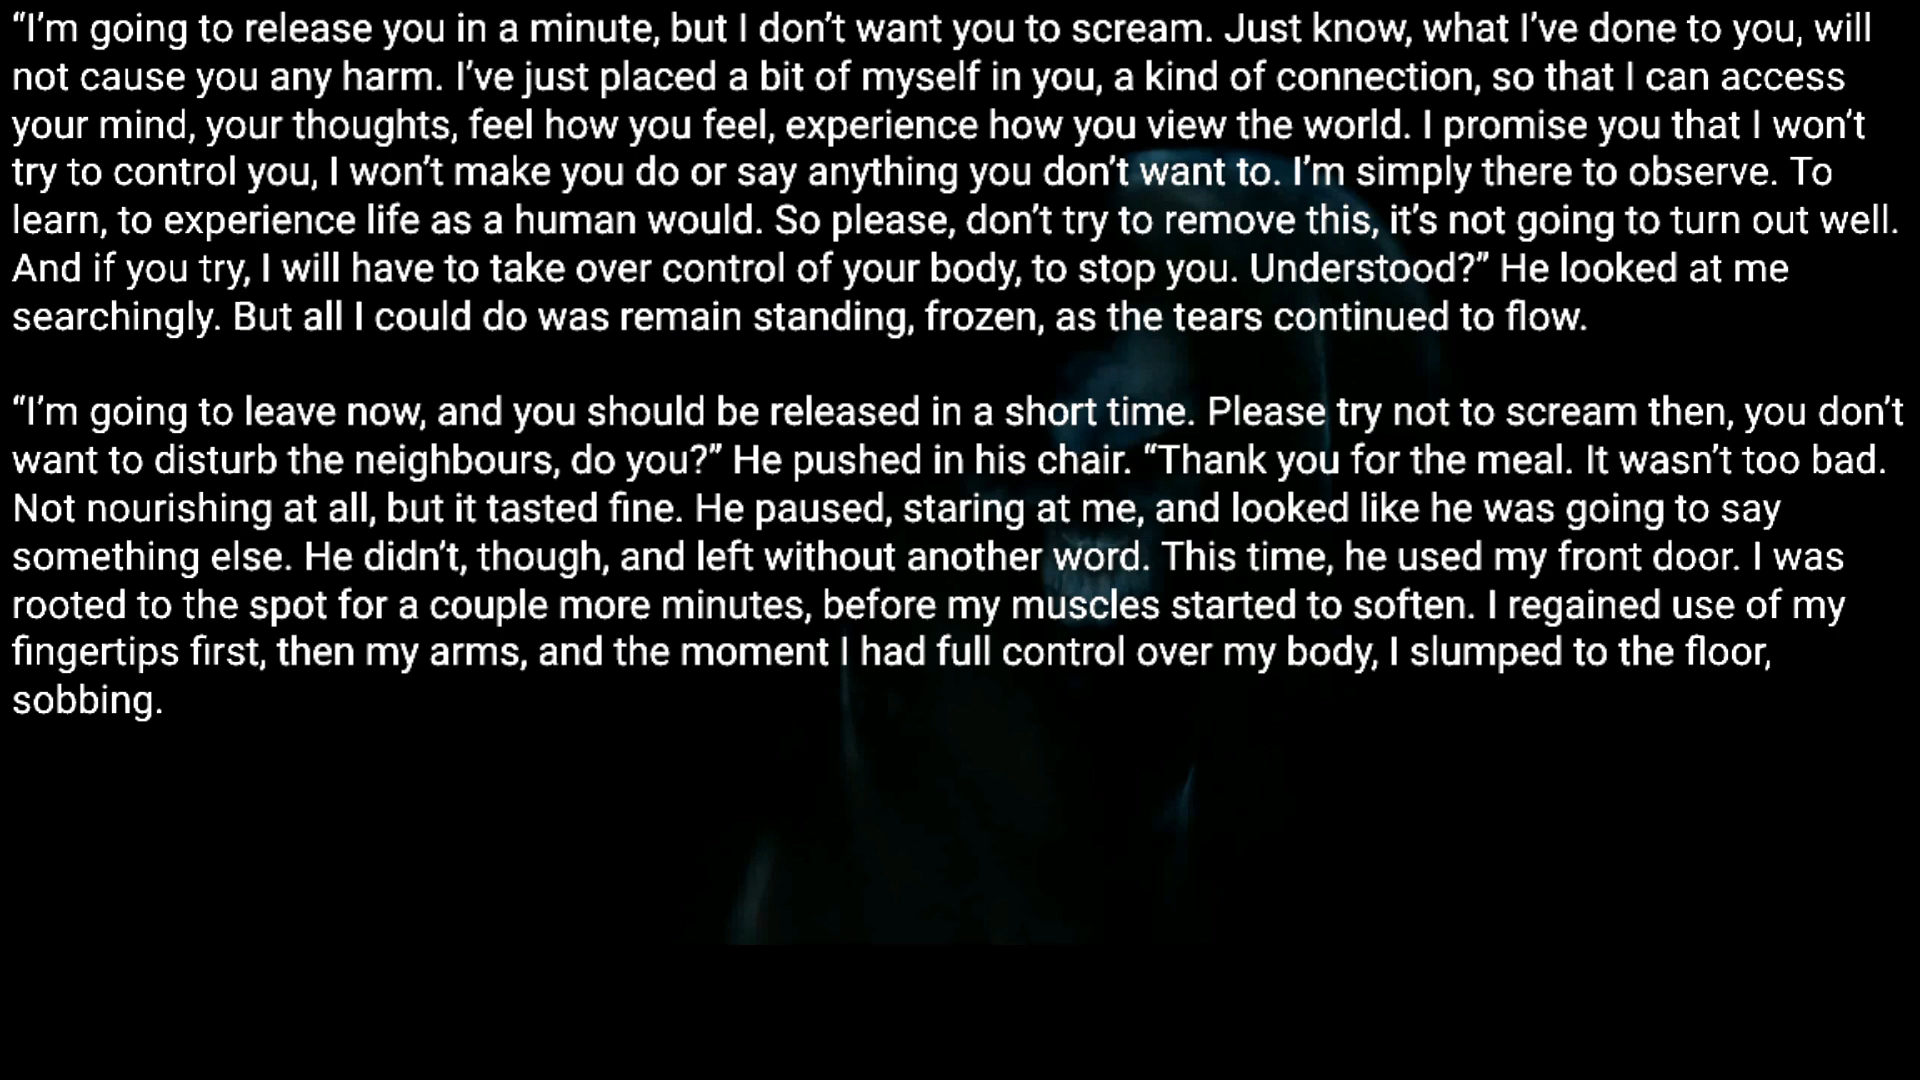 “I’m going to release you in a minute, but I don’t want you to scream. Just know, what I’ve done to you, will
not cause you any harm. I’ve just placed a bit of myself in you, a kind of connection, so that I can access
your mind, your thoughts, feel how you feel, experience how you view the world. I promise you that I won’t
try to control you, I won’t make you do or say anything you don’t want to. I’m simply there to observe. To
learn, to experience life as a human would. So please, don’t try to remove this, it’s not going to turn out well.
And if you try, I will have to take over control of your body, to stop you. Understood?” He looked at me
searchingly. But all I could do was remain standing, frozen, as the tears continued to flow.
“I’m going to leave now, and you should be released in a short time. Please try not to scream then, you don’t
want to disturb the neighbours, do you?” He pushed in his chair. “Thank you for the meal. It wasn’t too bad.
Not nourishing at all, but it tasted fine. He paused, staring at me, and looked like he was going to say
something else. He didn’t, though, and left without another word. This time, he used my front door. I was
rooted to the spot for a couple more minutes, before my muscles started to soften. I regained use of my
fingertips first, then my arms, and the moment I had full control over my body, I slumped to the floor,
sobbing.